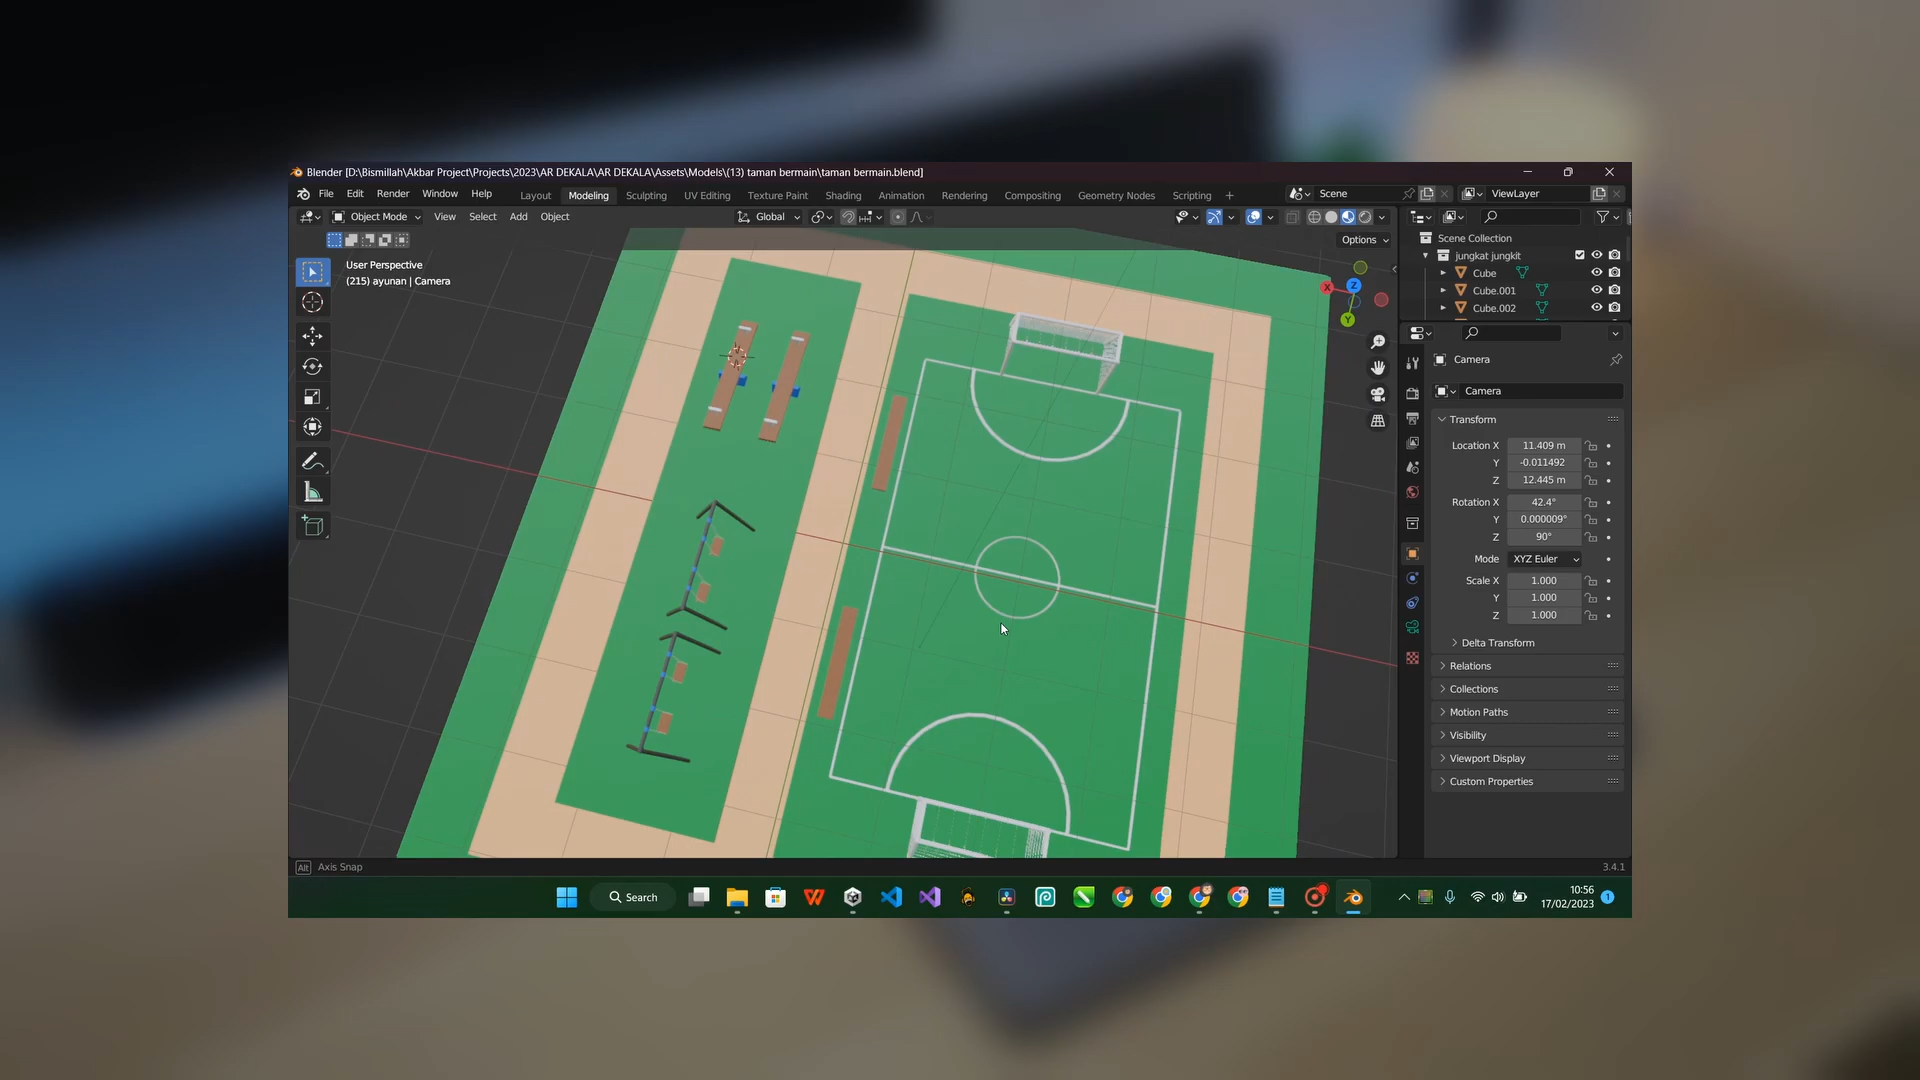 Blender [D:\Bismillah\Akbar Project\Projects\2023\AR DEKALA\AR DEKALA\Assets\Models\(13) taman bermain\taman bermain.blend]
File Edit Render Window Help Layout Modeling Sculpting UV Editing Texture Paint Shading Animation Rendering Compositing Geometry Nodes Scripting + Scene ViewLayer
Object Mode View Select Add Object Global
Options
User Perspective
(215) ayunan | Camera
X
Z
Y
Scene Collection
jungkat jungkit
Cube
Cube.001
Cube.002
Camera
Camera
Transform
Location X 11.409 m
Y -0.011492
Z 12.445 m
Rotation X 42.4°
Y 0.000009°
Z 90°
Mode XYZ Euler
Scale X 1.000
Y 1.000
Z 1.000
Delta Transform
Relations
Collections
Motion Paths
Visibility
Viewport Display
Custom Properties
Alt Axis Snap
3.4.1
Search
10:56
17/02/2023
1